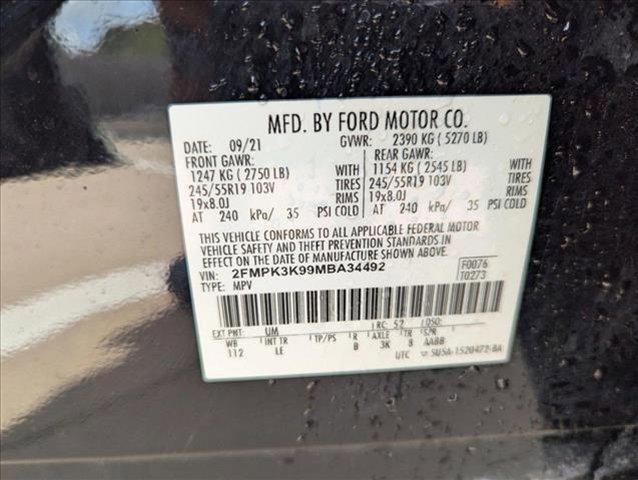 MFD. BY FORD MOTOR CO.
DATE: 09/21 GVWR: 2390 KG ( 5270 LB)
FRONT GAWR: REAR GAWR:
1247 KG ( 2750 LB) WITH 1154 KG ( 2545 LB) WITH
245/55R19 103V TIRES 245/55R19 103V TIRES
19x8.0J RIMS 19x8.0J RIMS
AT 240 kPa/ 35 PSI COLD AT 240 kPa/ 35 PSI COLD
THIS VEHICLE CONFORMS TO ALL APPLICABLE FEDERAL MOTOR
VEHICLE SAFETY AND THEFT PREVENTION STANDARDS IN EFFECT
ON THE DATE OF MANUFACTURE SHOWN ABOVE.
VIN: 2FMPK3K99MBA34492 F0076
TYPE: MPV T0273
EXT PNT: UM RC: 52 DSO:
WB INT TR TP/PS R AXLE TR SPR
112 LE B 3K 8 AABB
UTC